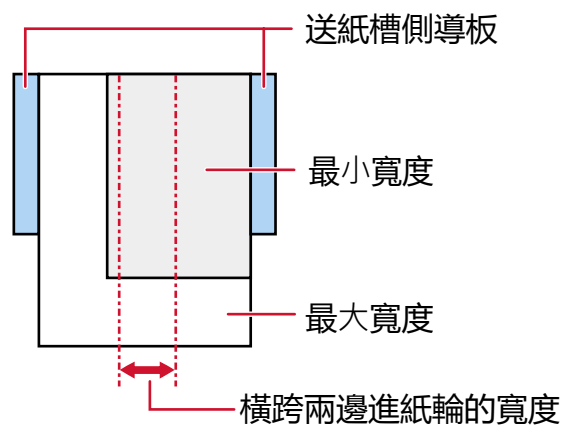 送紙槽側導板
最小寬度
最大寬度
橫跨兩邊進紙輪的寬度